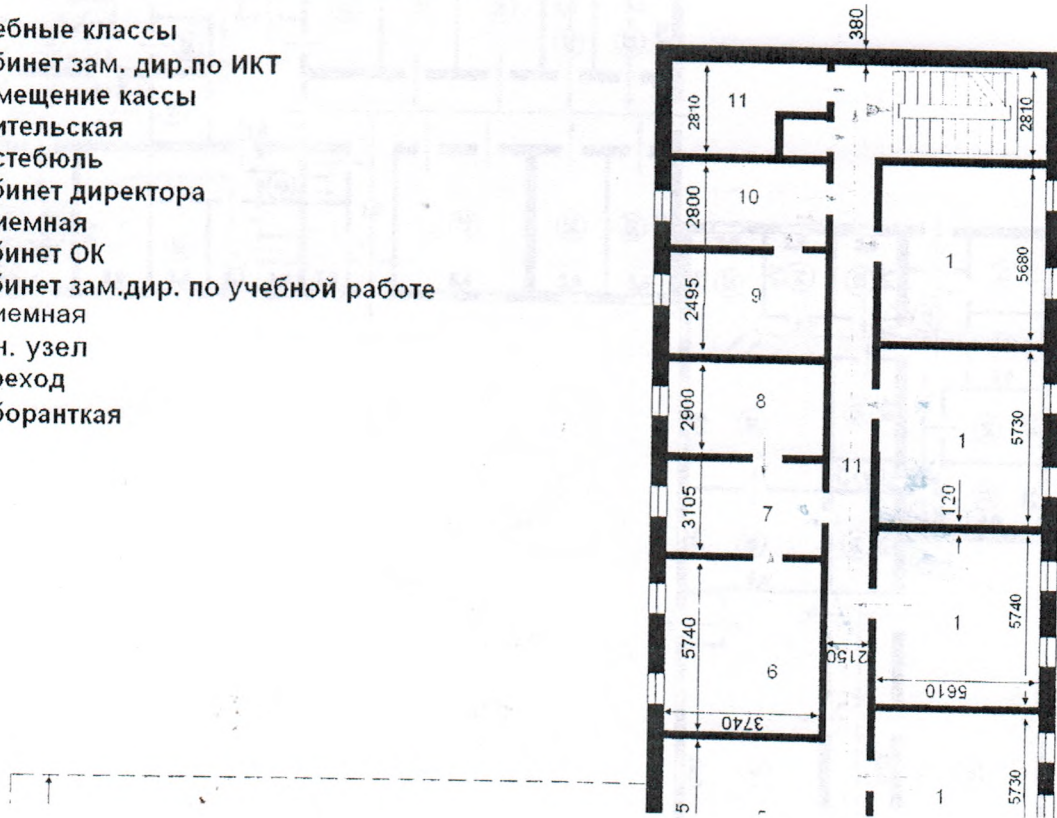 ебные классы
бинет зам. дир.по ИКТ
мещение кассы
ительская
стебюль
бинет директора
иемная
бинет ОК
бинет зам.дир. по учебной работе
иемная
н. узел
реход
боранткая
380
2810
11
2810
2800
10
1
5680
2495
9
2900
8
5730
1
11
120
3105
7
5740
1
5740
2150
6
5610
3740
5730
1
5